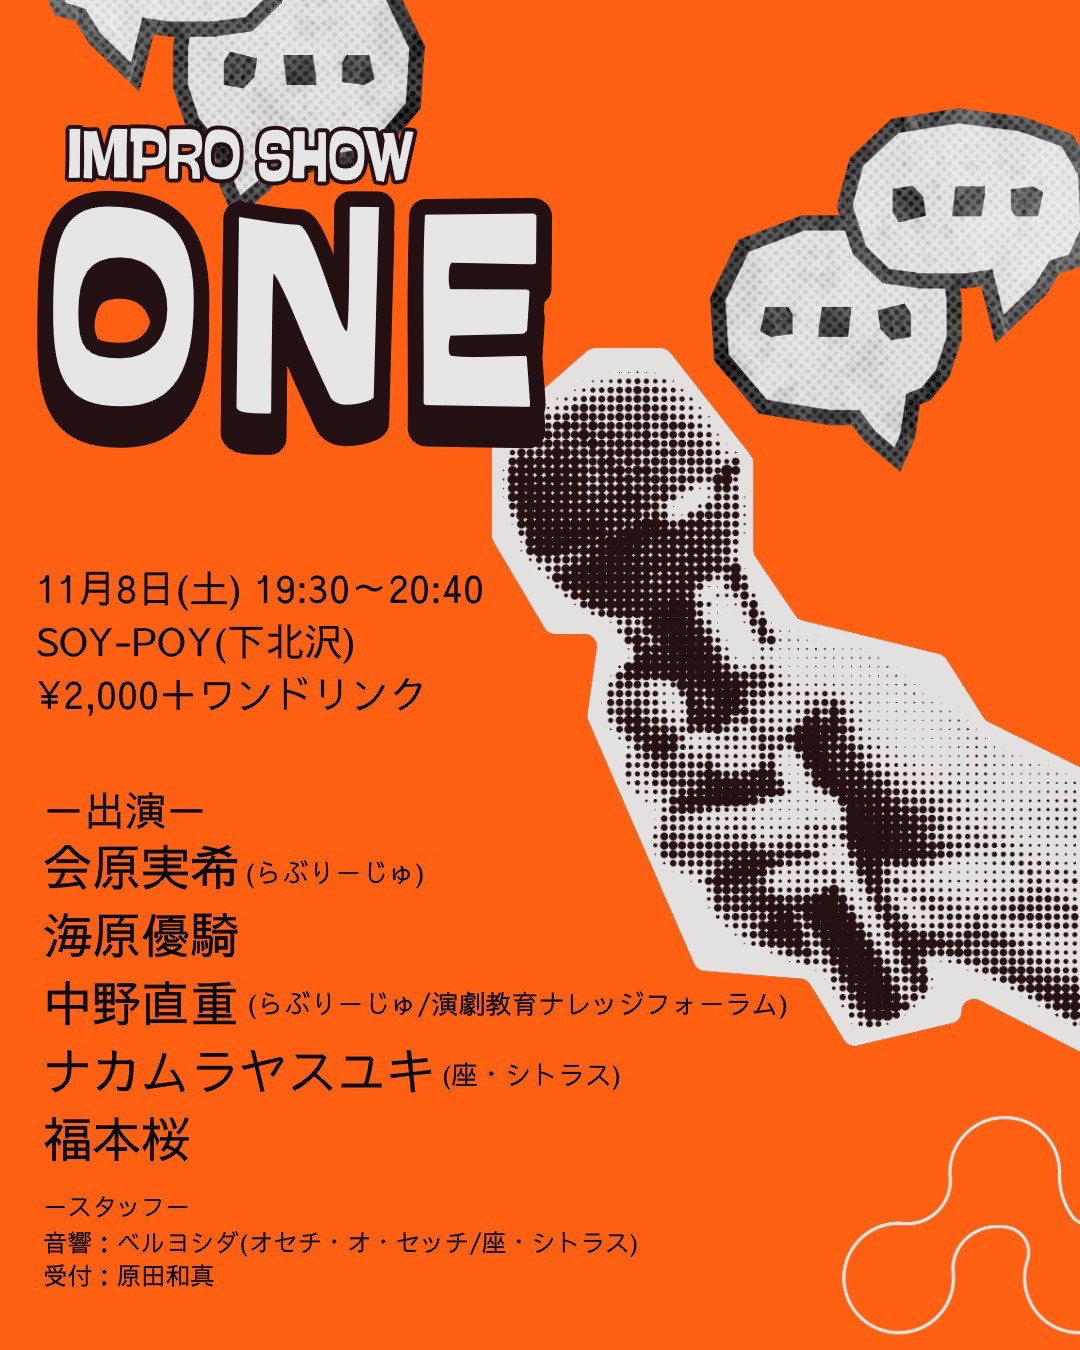 IMPRO SHOW
ONE
11月8日(土) 19:30～20:40
SOY-POY(下北沢)
¥2,000＋ワンドリンク
ー出演ー
会原実希(らぶりーじゅ)
海原優騎
中野直重 (らぶりーじゅ/演劇教育ナレッジフォーラム)
ナカムラヤスユキ(座・シトラス)
福本桜
ースタッフー
音響：ベルヨシダ(オセチ・オ・セッチ/座・シトラス)
受付：原田和真